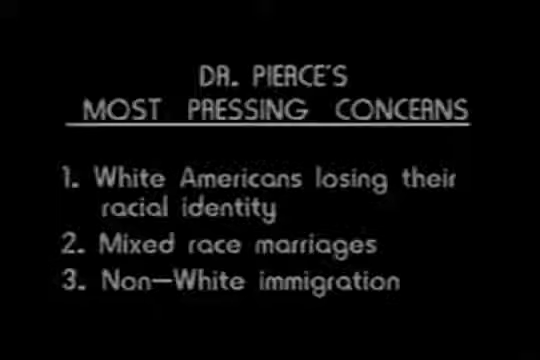 DR. PIERCE'S
MOST PRESSING CONCERNS
1. White Americans losing their
racial identity
2. Mixed race marriages
3. Non-White immigration